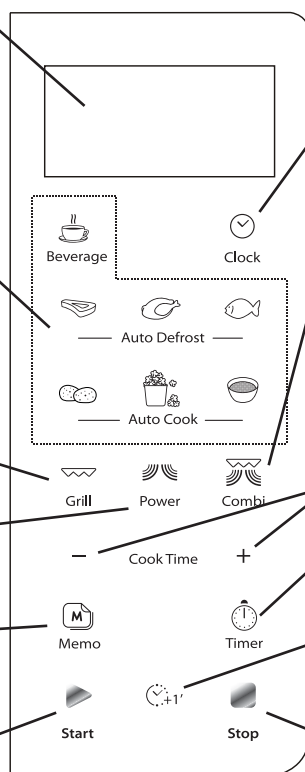 Beverage
Clock
Auto Defrost
Auto Cook
Grill Power Combi
− Cook Time +
M
Memo Timer
+1'
Start Stop